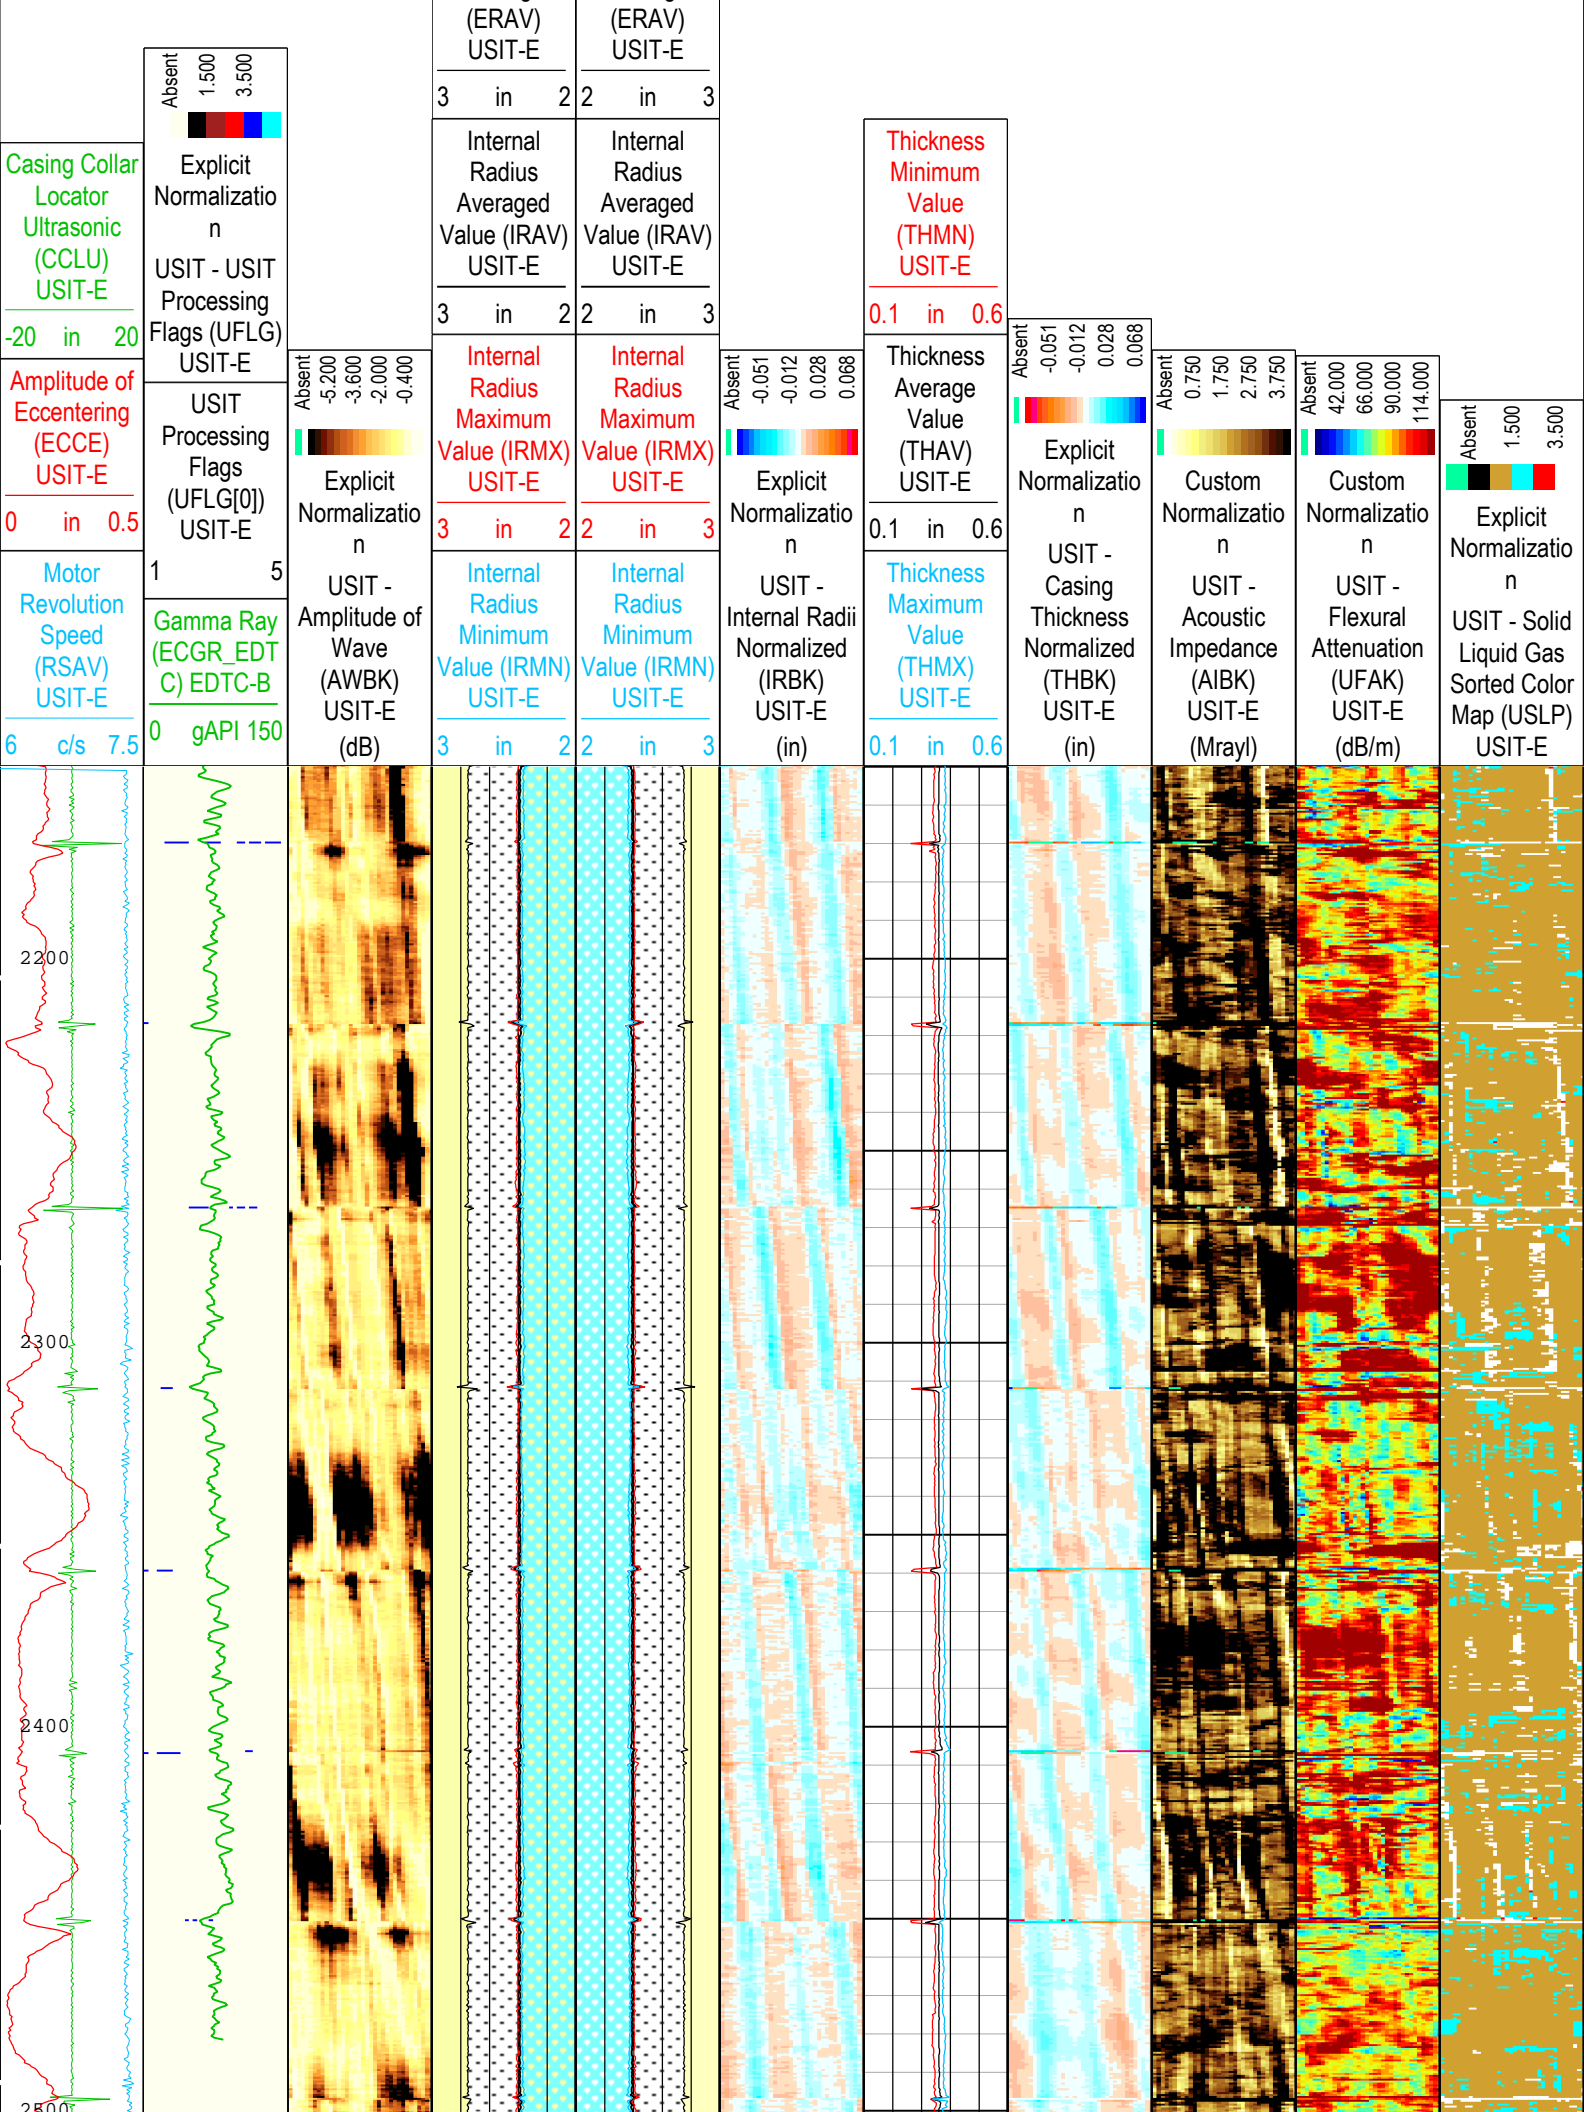 Casing Collar
Locator
Ultrasonic
(CCLU)
USIT-E
-20 in 20
Amplitude of
Eccentering
(ECCE)
USIT-E
0 in 0.5
Motor
Revolution
Speed
(RSAV)
USIT-E
6 c/s 7.5
Absent
1.500
3.500
Explicit
Normalizatio
n
USIT - USIT
Processing
Flags (UFLG)
USIT-E
USIT
Processing
Flags
(UFLG[0])
USIT-E
1 5
Gamma Ray
(ECGR_EDT
C) EDTC-B
0 gAPI 150
Absent
-5.200
-3.600
-2.000
-0.400
Explicit
Normalizatio
n
USIT -
Amplitude of
Wave
(AWBK)
USIT-E
(dB)
(ERAV)
USIT-E
3 in 2
Internal
Radius
Averaged
Value (IRAV)
USIT-E
3 in 2
Internal
Radius
Maximum
Value (IRMX)
USIT-E
3 in 2
Internal
Radius
Minimum
Value (IRMN)
USIT-E
3 in 2
(ERAV)
USIT-E
2 in 3
Internal
Radius
Averaged
Value (IRAV)
USIT-E
2 in 3
Internal
Radius
Maximum
Value (IRMX)
USIT-E
2 in 3
Internal
Radius
Minimum
Value (IRMN)
USIT-E
2 in 3
Absent
-0.051
-0.012
0.028
0.068
Explicit
Normalizatio
n
USIT -
Internal Radii
Normalized
(IRBK)
USIT-E
(in)
Thickness
Minimum
Value
(THMN)
USIT-E
0.1 in 0.6
Thickness
Average
Value
(THAV)
USIT-E
0.1 in 0.6
Thickness
Maximum
Value
(THMX)
USIT-E
0.1 in 0.6
Absent
-0.051
-0.012
0.028
0.068
Explicit
Normalizatio
n
USIT -
Casing
Thickness
Normalized
(THBK)
USIT-E
(in)
Absent
0.750
1.750
2.750
3.750
Custom
Normalizatio
n
USIT -
Acoustic
Impedance
(AIBK)
USIT-E
(Mrayl)
Absent
42.000
66.000
90.000
114.000
Custom
Normalizatio
n
USIT -
Flexural
Attenuation
(UFAK)
USIT-E
(dB/m)
Absent
1.500
3.500
Explicit
Normalizatio
n
USIT - Solid
Liquid Gas
Sorted Color
Map (USLP)
USIT-E
2200
2300
2400
2500